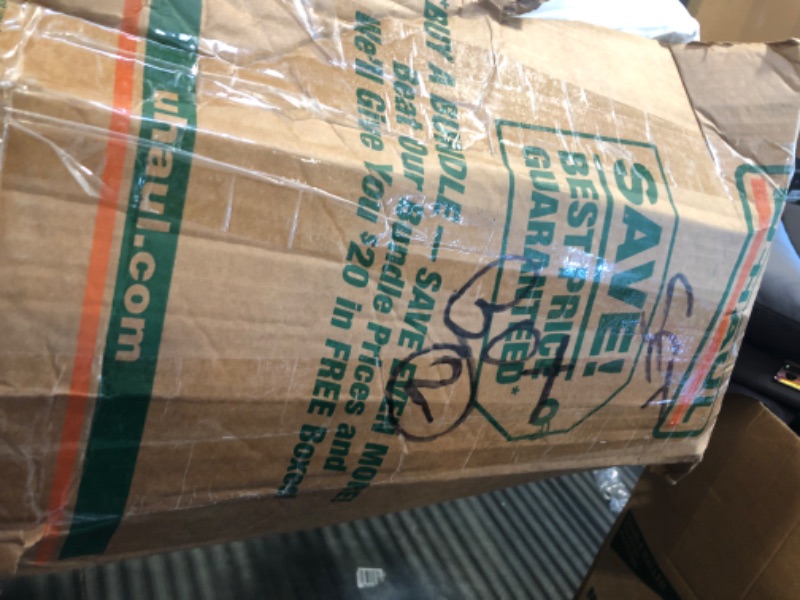 uhaul.com
BUY A BUNDLE — SAVE EVEN MORE
Beat Our Bundle Prices and
We'll Give You $20 in FREE Boxes
SAVE!
BEST PRICE
GUARANTEED*
U-HAUL
R